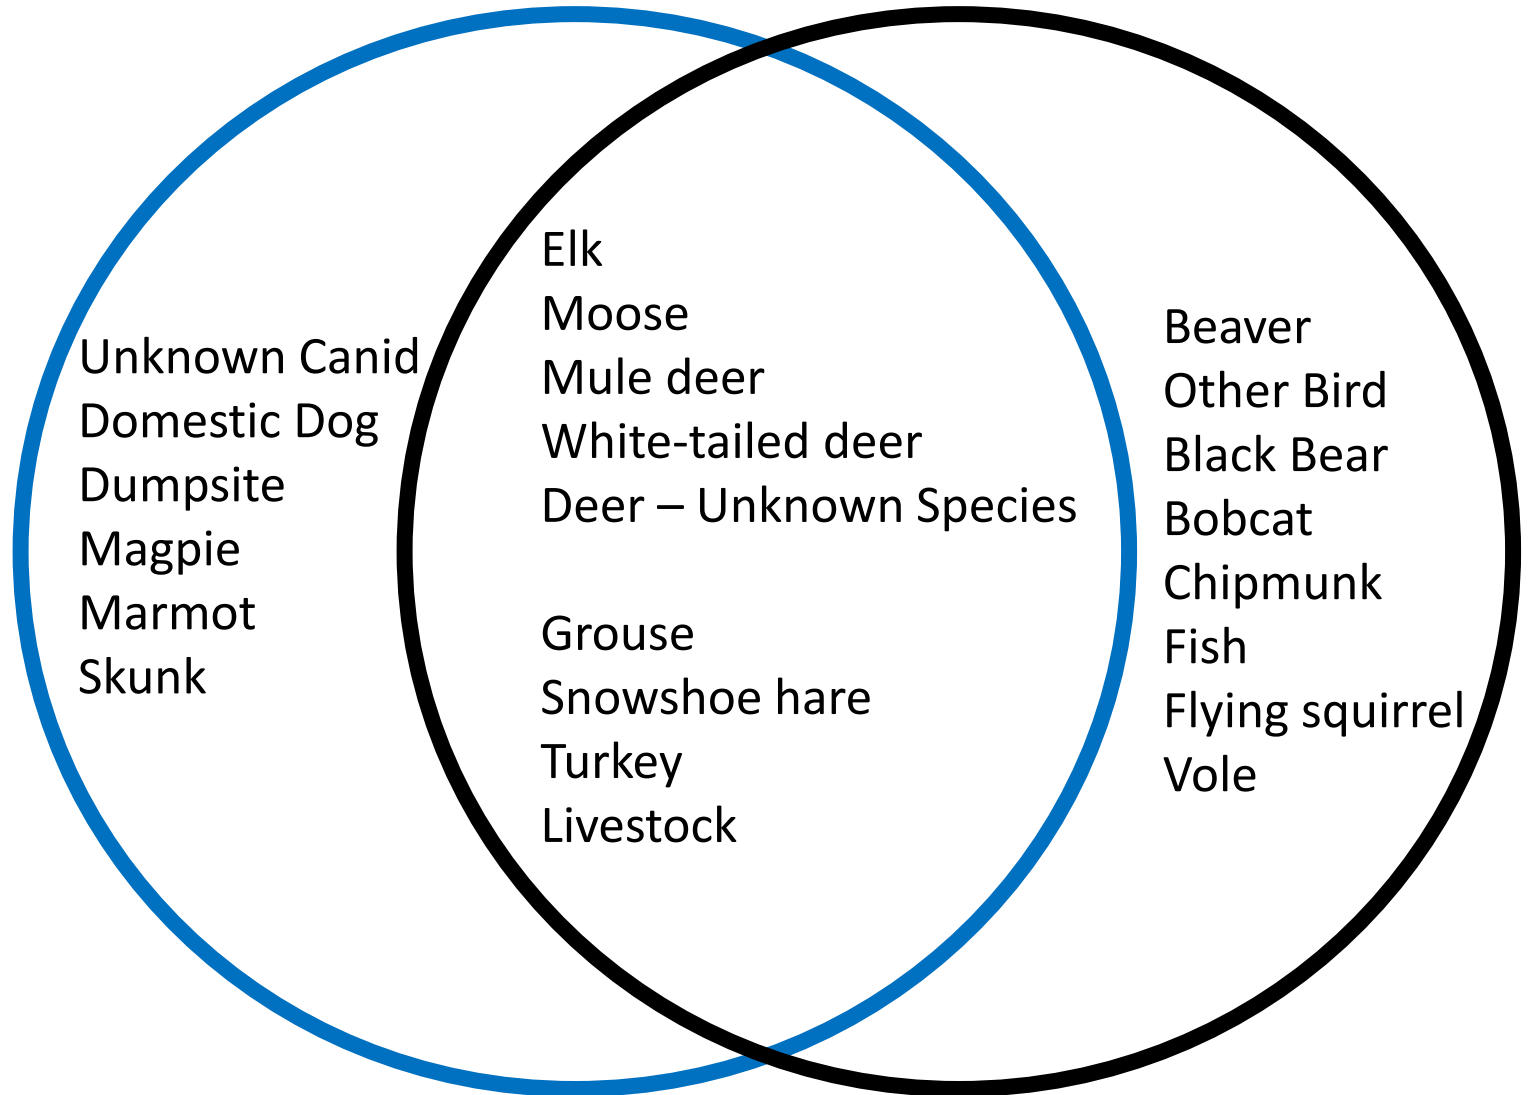 Unknown Canid
Domestic Dog
Dumpsite
Magpie
Marmot
Skunk
Elk
Moose
Mule deer
White-tailed deer
Deer – Unknown Species
Grouse
Snowshoe hare
Turkey
Livestock
Beaver
Other Bird
Black Bear
Bobcat
Chipmunk
Fish
Flying squirrel
Vole